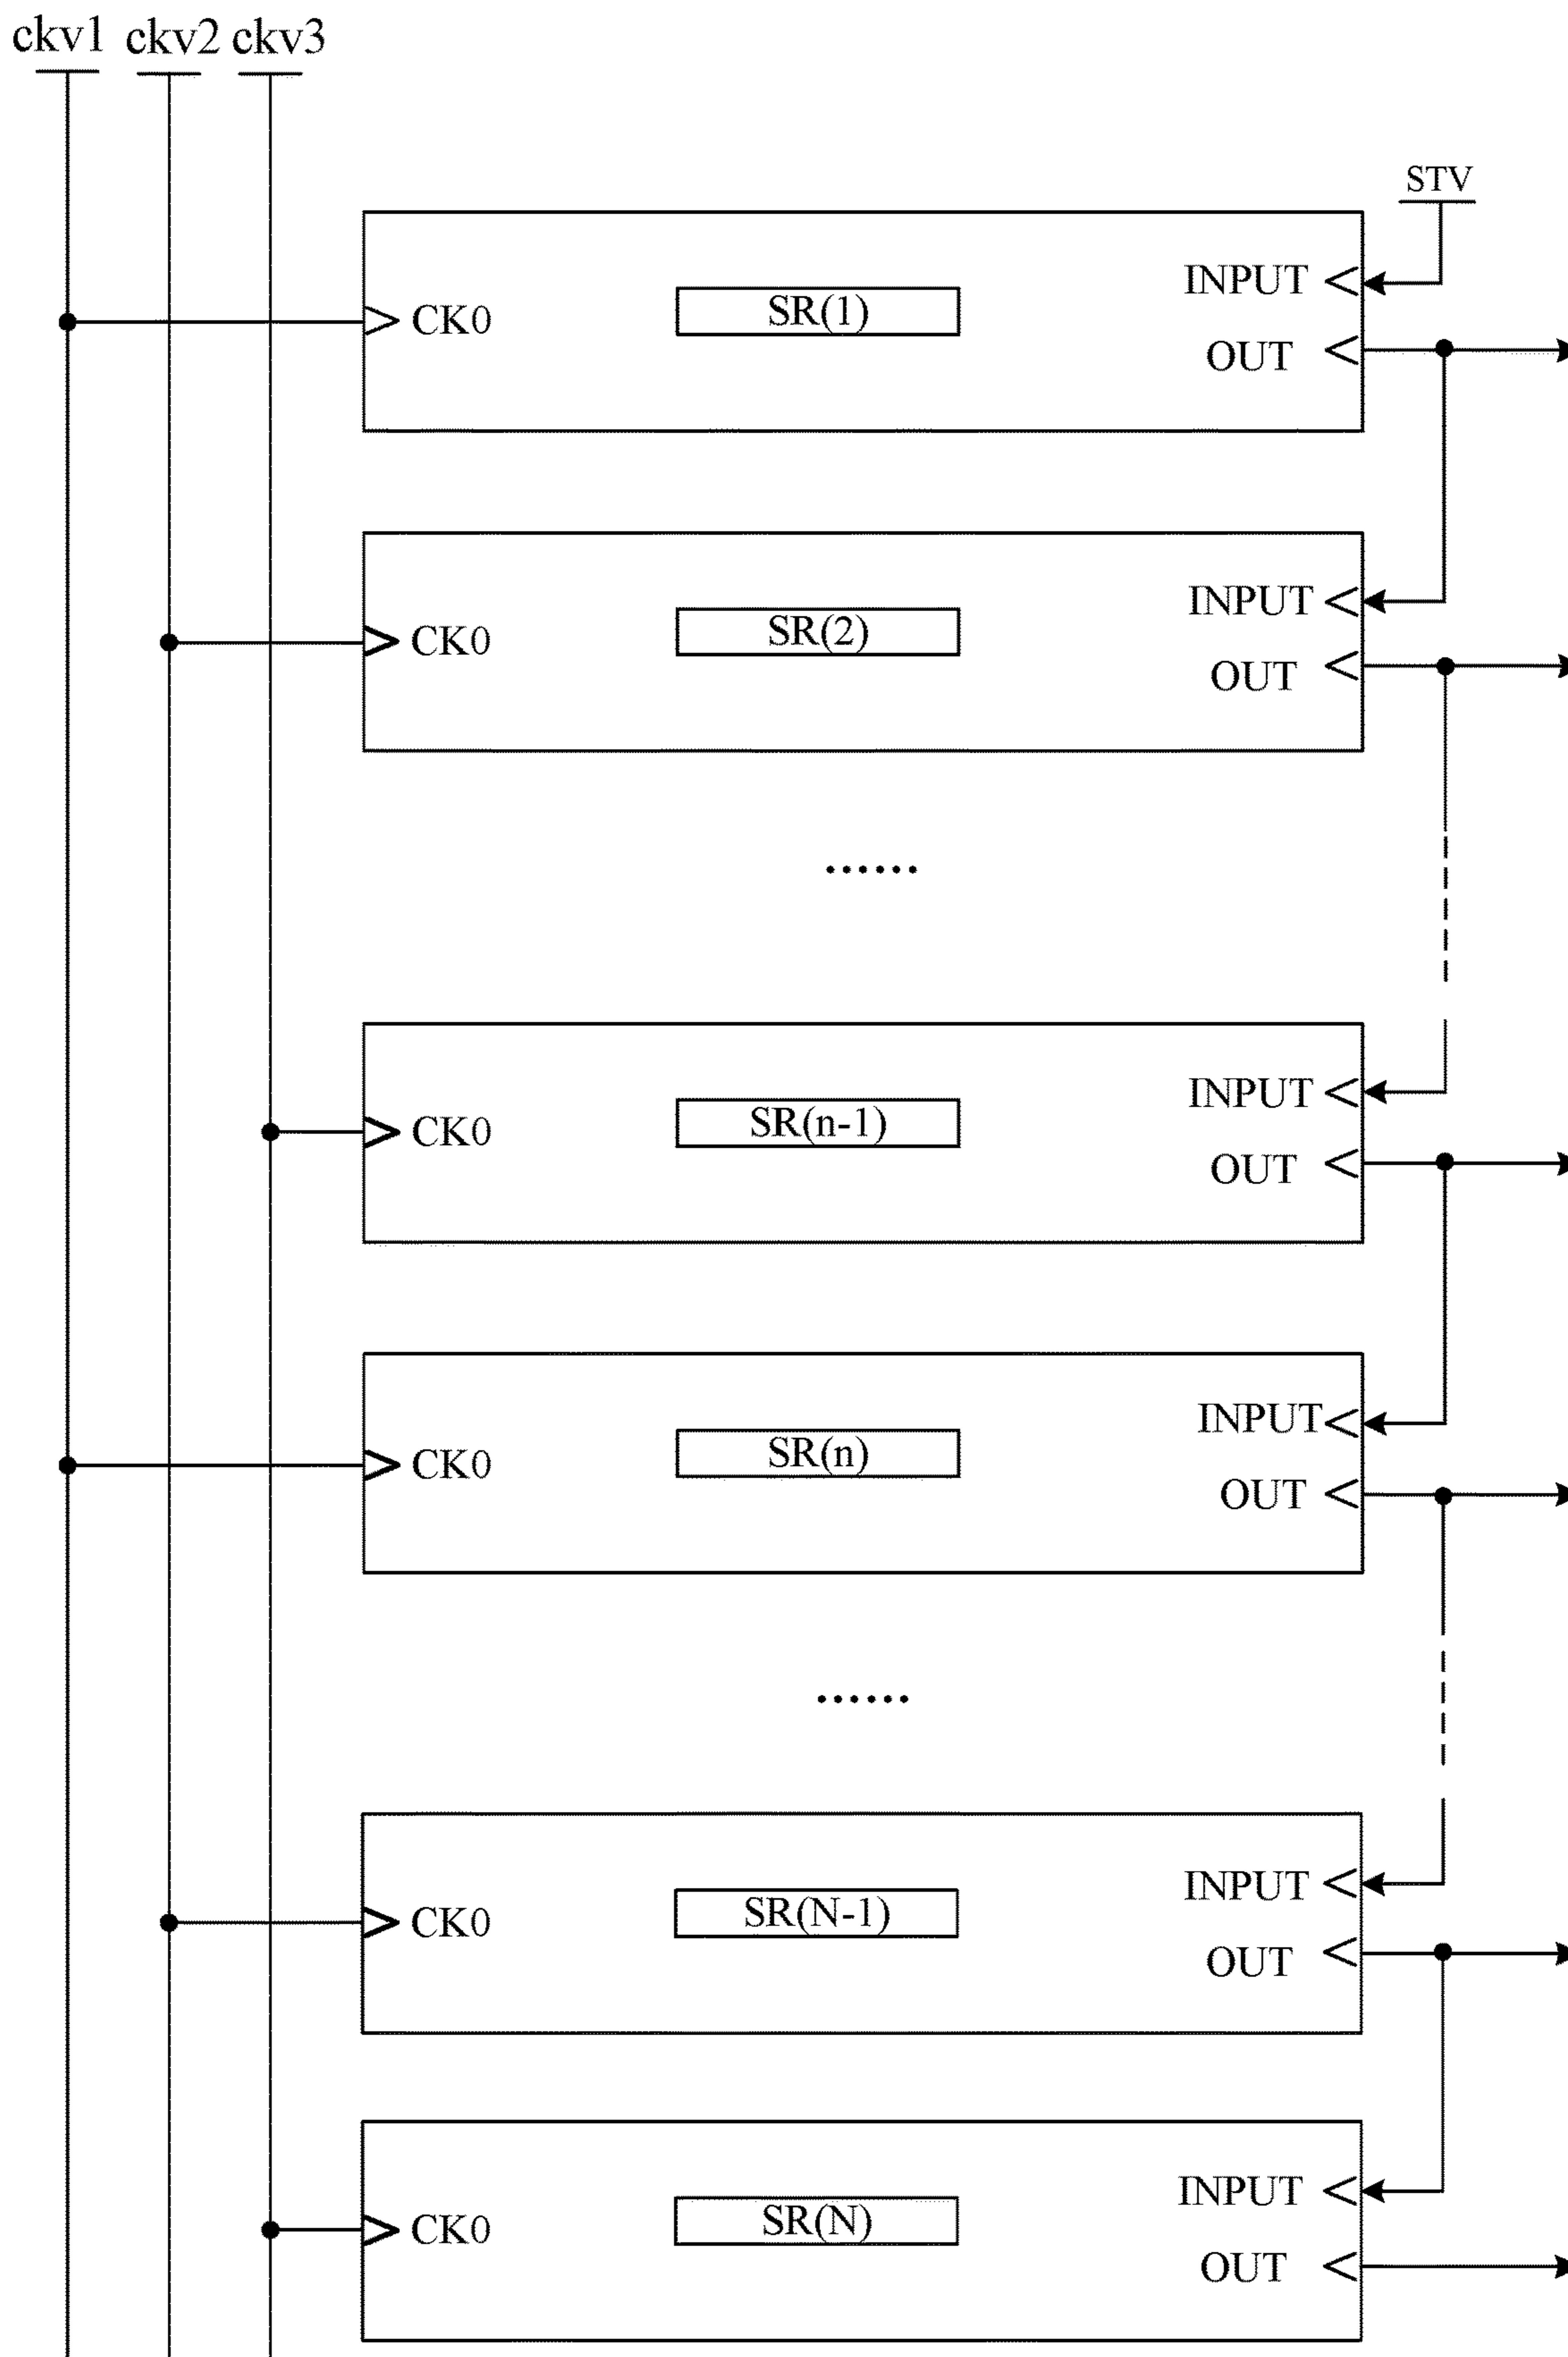 ckv1 ckv2 ckv3
STV
INPUT
CK0 SR(1)
OUT
INPUT
CK0 SR(2)
OUT
......
INPUT
CK0 SR(n-1)
OUT
INPUT
CK0 SR(n)
OUT
......
INPUT
CK0 SR(N-1)
OUT
INPUT
CK0 SR(N)
OUT